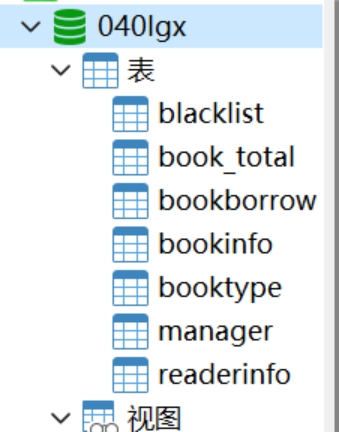 040lgx
表
blacklist
book_total
bookborrow
bookinfo
booktype
manager
readerinfo
视图